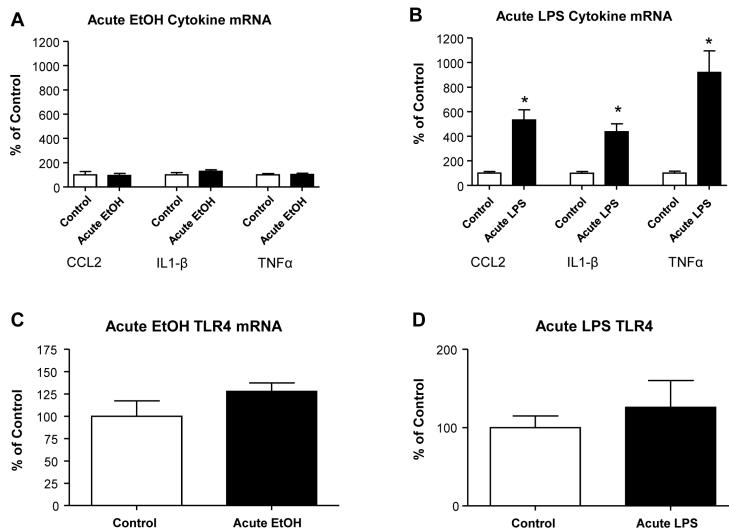 A
Acute EtOH Cytokine mRNA
% of Control
1200
1000
800
600
400
200
0
Control
Acute EtOH
Control
Acute EtOH
Control
Acute EtOH
CCL2
IL1-β
TNFα
B
Acute LPS Cytokine mRNA
% of Control
1200
1000
800
600
400
200
0
*
*
*
Control
Acute LPS
Control
Acute LPS
Control
Acute LPS
CCL2
IL1-β
TNFα
C
Acute EtOH TLR4 mRNA
% of Control
175
150
125
100
75
50
25
0
Control
Acute EtOH
D
Acute LPS TLR4
% of Control
200
100
0
Control
Acute LPS